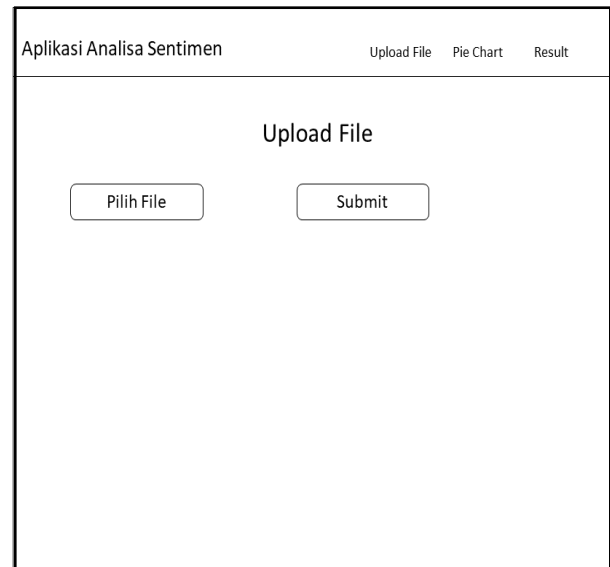 Aplikasi Analisa Sentimen Upload File Pie Chart Result
Upload File
Pilih File Submit